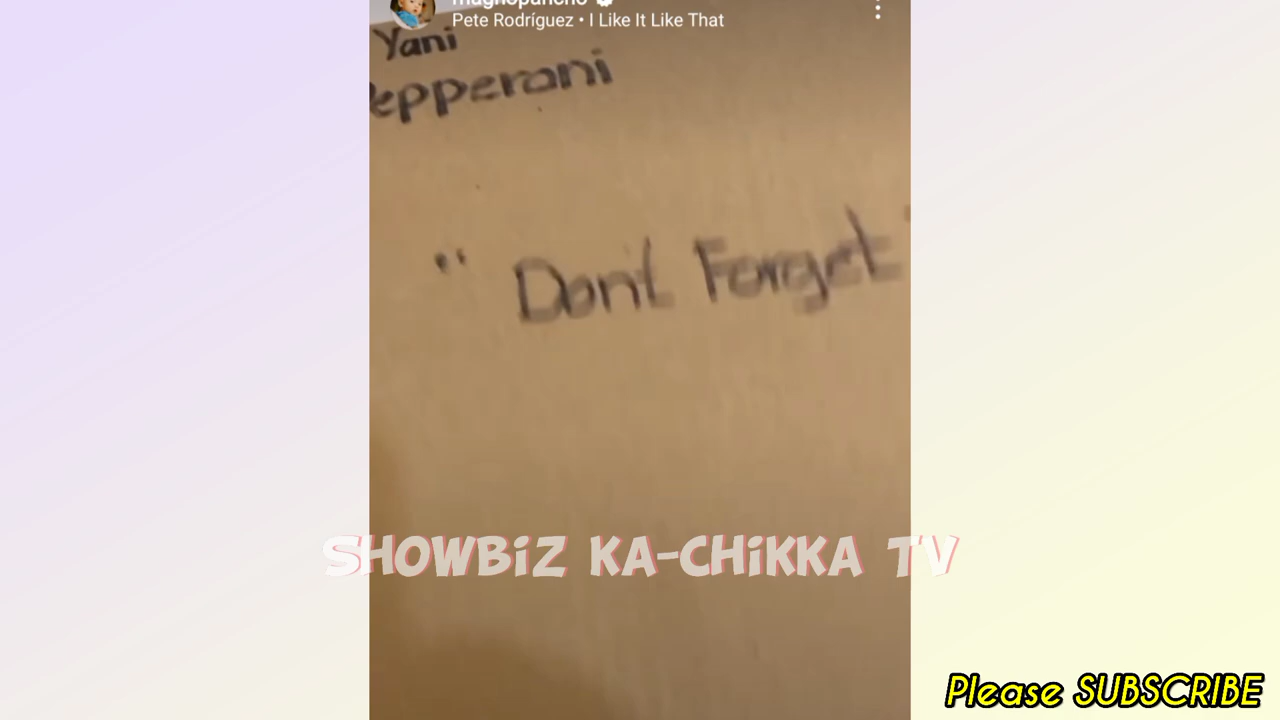 Pete Rodríguez • I Like It Like That
Yani
epperoni
" Don't Forget "
SHOWBiZ KA-CHiKKA TV
Please SUBSCRIBE